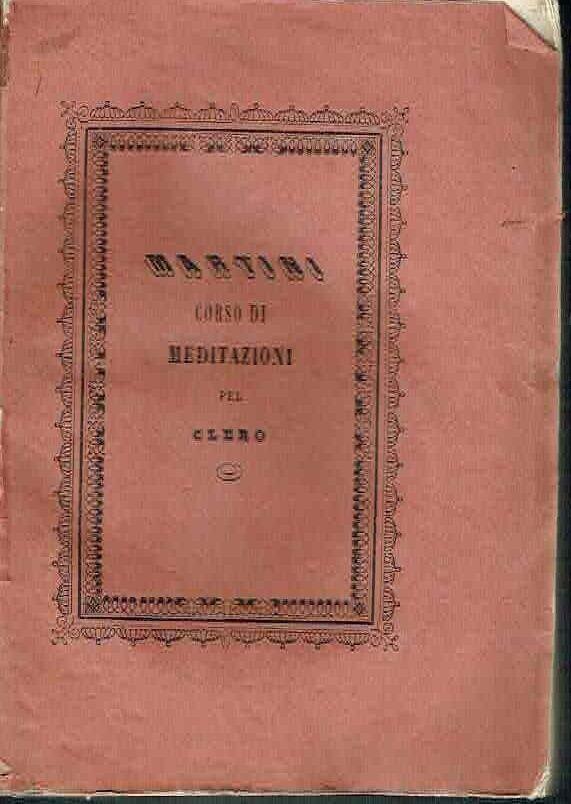 MARTINI
CORSO DI
MEDITAZIONI
PEL
CLERO